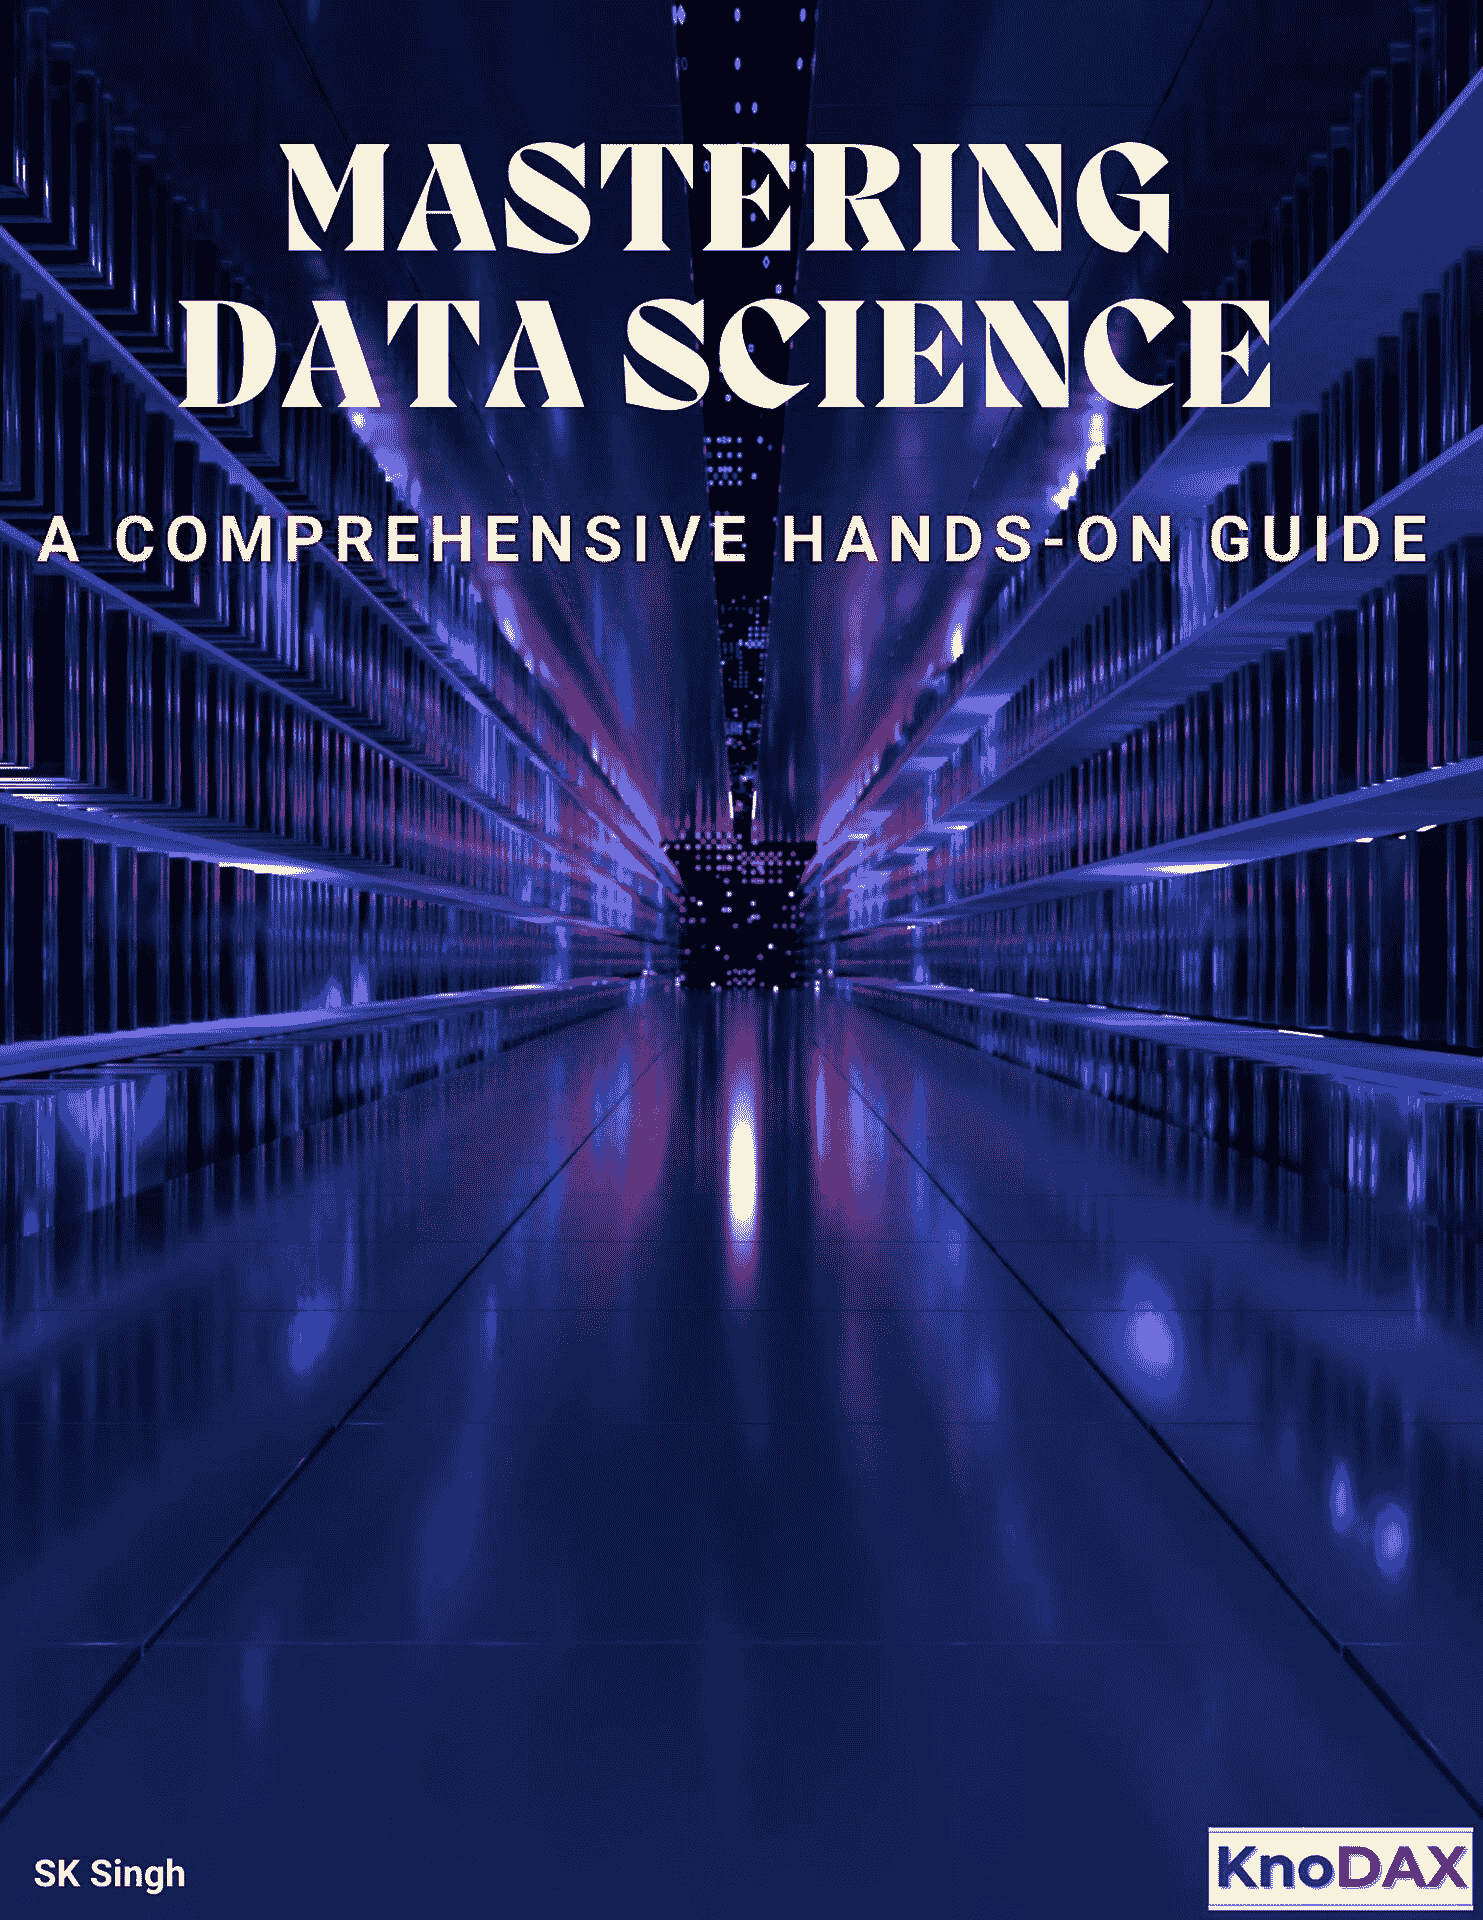 MASTERING
DATA SCIENCE
A COMPREHENSIVE HANDS-ON GUIDE
SK Singh
KnoDAX